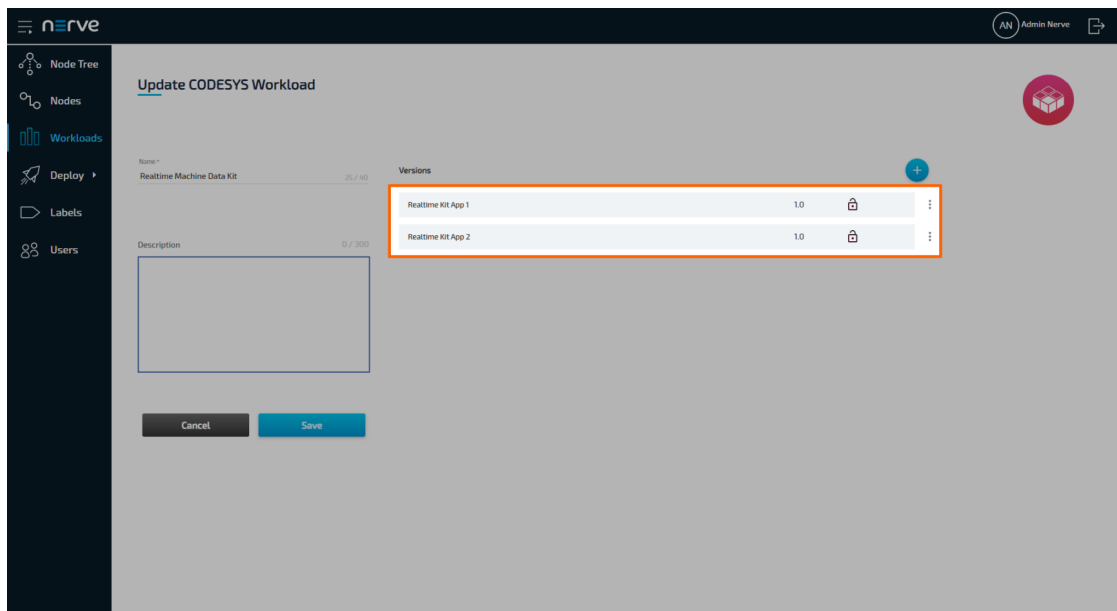 nerve
AN Admin Nerve
Node Tree
Nodes
Workloads
Deploy
Labels
Users
Update CODESYS Workload
Name *
Realtime Machine Data Kit 25 / 40
Description 0 / 300
Cancel Save
Versions
+
Realtime Kit App 1 1.0
Realtime Kit App 2 1.0